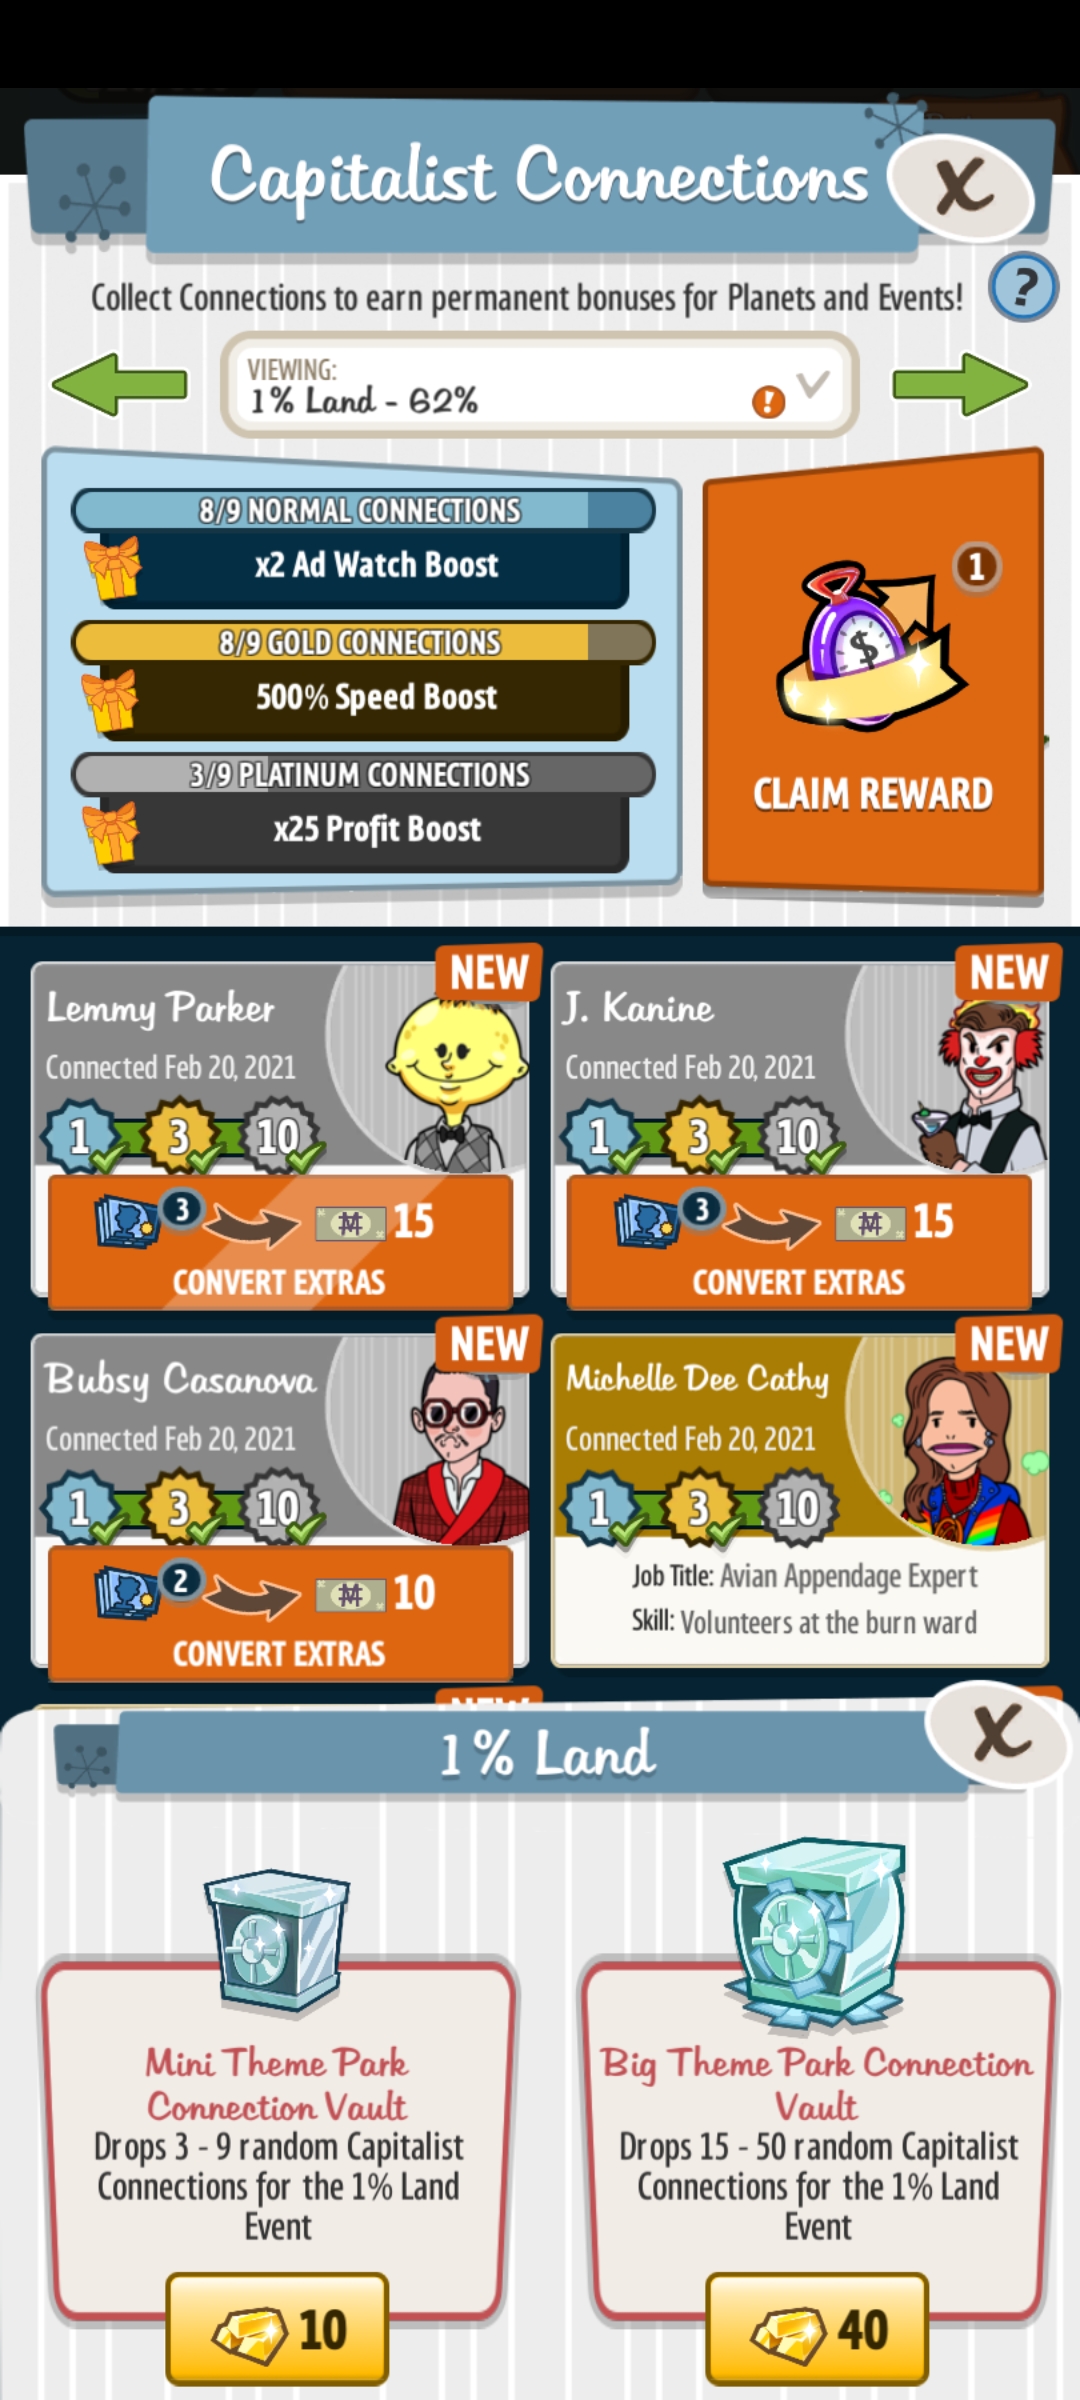 Capitalist Connections
X
Collect Connections to earn permanent bonuses for Planets and Events!
?
VIEWING:
1% Land - 62%
!
8/9 NORMAL CONNECTIONS
x2 Ad Watch Boost
8/9 GOLD CONNECTIONS
500% Speed Boost
3/9 PLATINUM CONNECTIONS
x25 Profit Boost
1
$
CLAIM REWARD
NEW
Lemmy Parker
Connected Feb 20, 2021
1 3 10
3 15
CONVERT EXTRAS
NEW
J. Kanine
Connected Feb 20, 2021
1 3 10
3 15
CONVERT EXTRAS
NEW
Bubsy Casanova
Connected Feb 20, 2021
1 3 10
2 10
CONVERT EXTRAS
NEW
Michelle Dee Cathy
Connected Feb 20, 2021
1 3 10
Job Title: Avian Appendage Expert
Skill: Volunteers at the burn ward
NEW
1% Land
X
Mini Theme Park
Connection Vault
Drops 3 - 9 random Capitalist
Connections for the 1% Land
Event
10
Big Theme Park Connection
Vault
Drops 15 - 50 random Capitalist
Connections for the 1% Land
Event
40